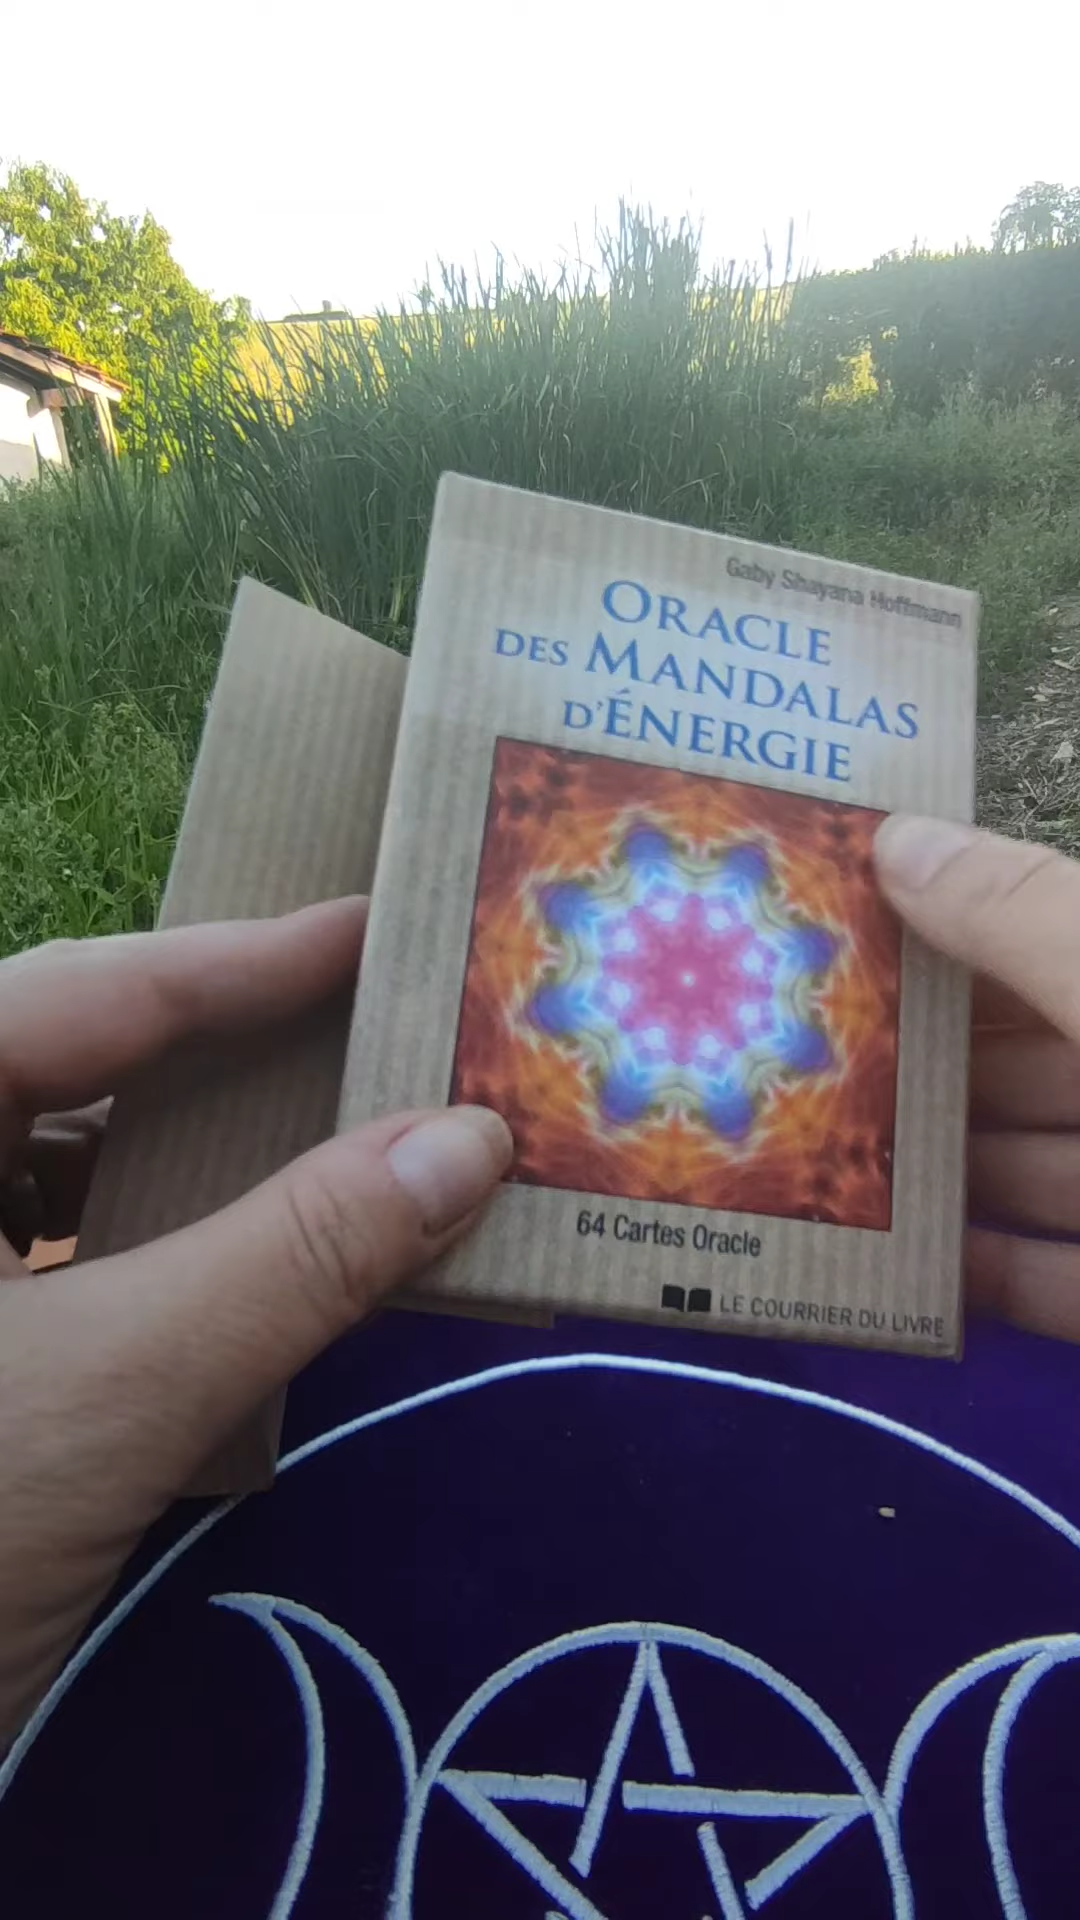 Gaby Shayana Hoffmann
ORACLE
DES MANDALAS
D'ÉNERGIE
64 Cartes Oracle
LE COURRIER DU LIVRE